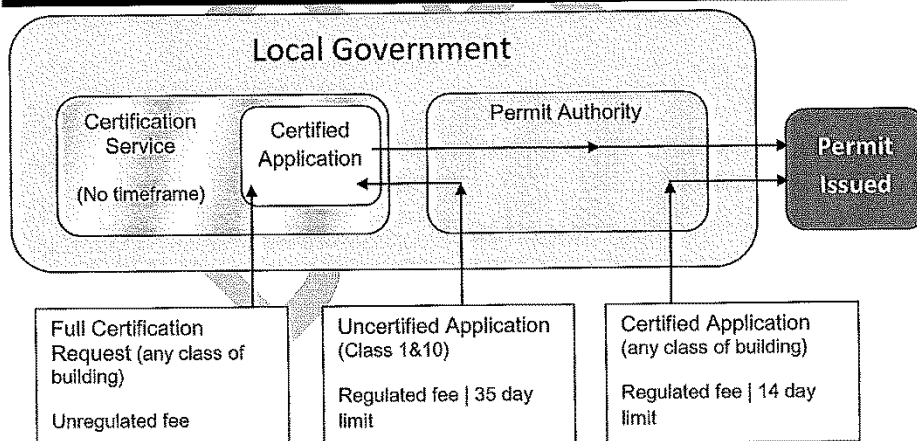 Local Government
Certification
Service
(No timeframe)
Certified
Application
Permit Authority
Permit
Issued
Full Certification
Request (any class of
building)
Unregulated fee
Uncertified Application
(Class 1&10)
Regulated fee | 35 day
limit
Certified Application
(any class of building)
Regulated fee | 14 day
limit